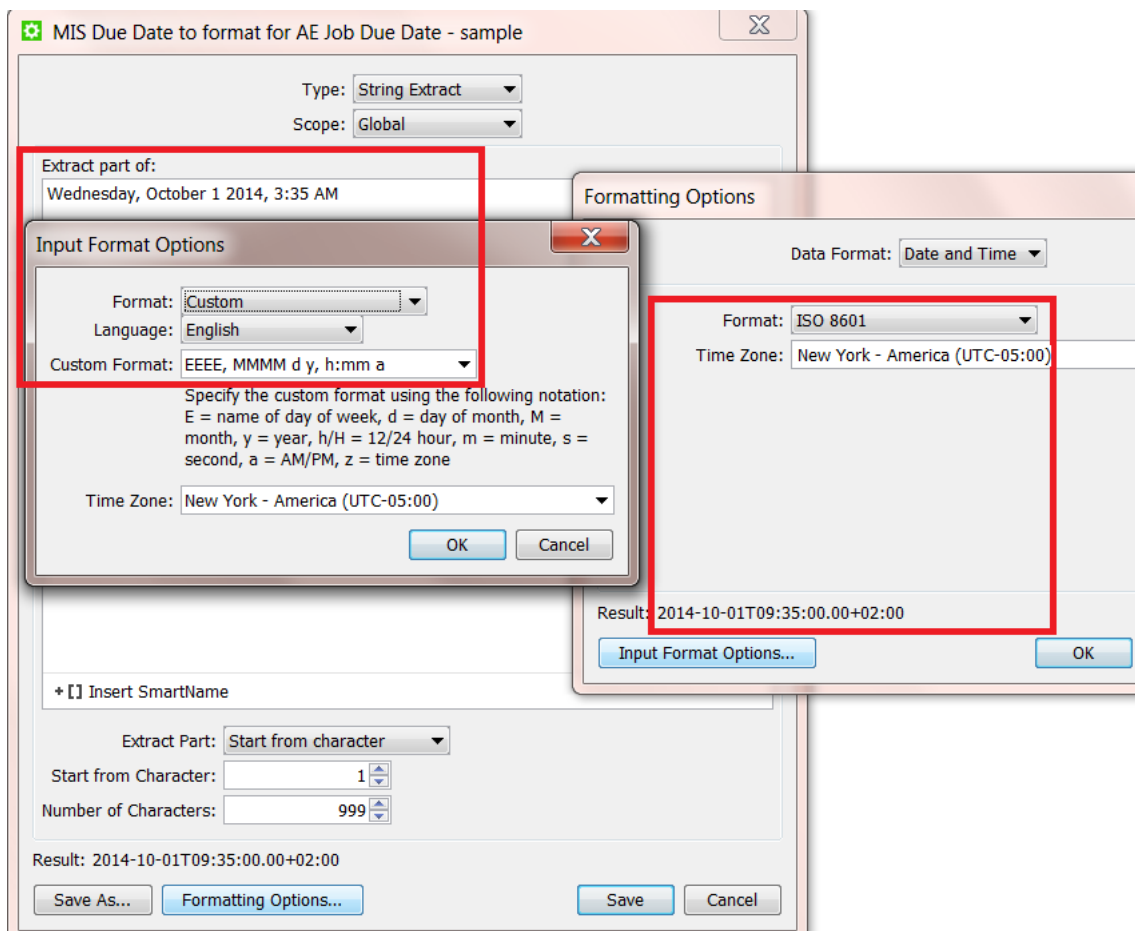 MIS Due Date to format for AE Job Due Date - sample
Type: String Extract
Scope: Global
Extract part of:
Wednesday, October 1 2014, 3:35 AM
Input Format Options
Format: Custom
Language: English
Custom Format: EEEE, MMMM d y, h:mm a
Specify the custom format using the following notation:
E = name of day of week, d = day of month, M =
month, y = year, h/H = 12/24 hour, m = minute, s =
second, a = AM/PM, z = time zone
Time Zone: New York - America (UTC-05:00)
OK Cancel
Formatting Options
Data Format: Date and Time
Format: ISO 8601
Time Zone: New York - America (UTC-05:00)
Result: 2014-10-01T09:35:00.00+02:00
Input Format Options... OK
+[] Insert SmartName
Extract Part: Start from character
Start from Character: 1
Number of Characters: 999
Result: 2014-10-01T09:35:00.00+02:00
Save As... Formatting Options... Save Cancel